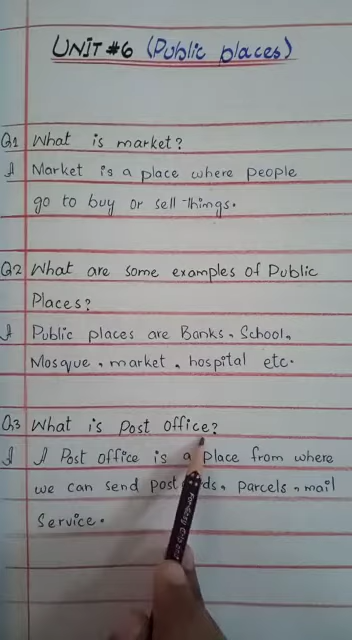 UNIT #6 (Public places)
Q1 What is market?
A Market is a place where people
go to buy or sell things.
Q2 What are some examples of Public
Places?
A Public places are Banks, School,
Mosque, market, hospital etc.
Q3 What is Post office?
A A Post office is a place from where
we can send post, parcels, mail
Service.